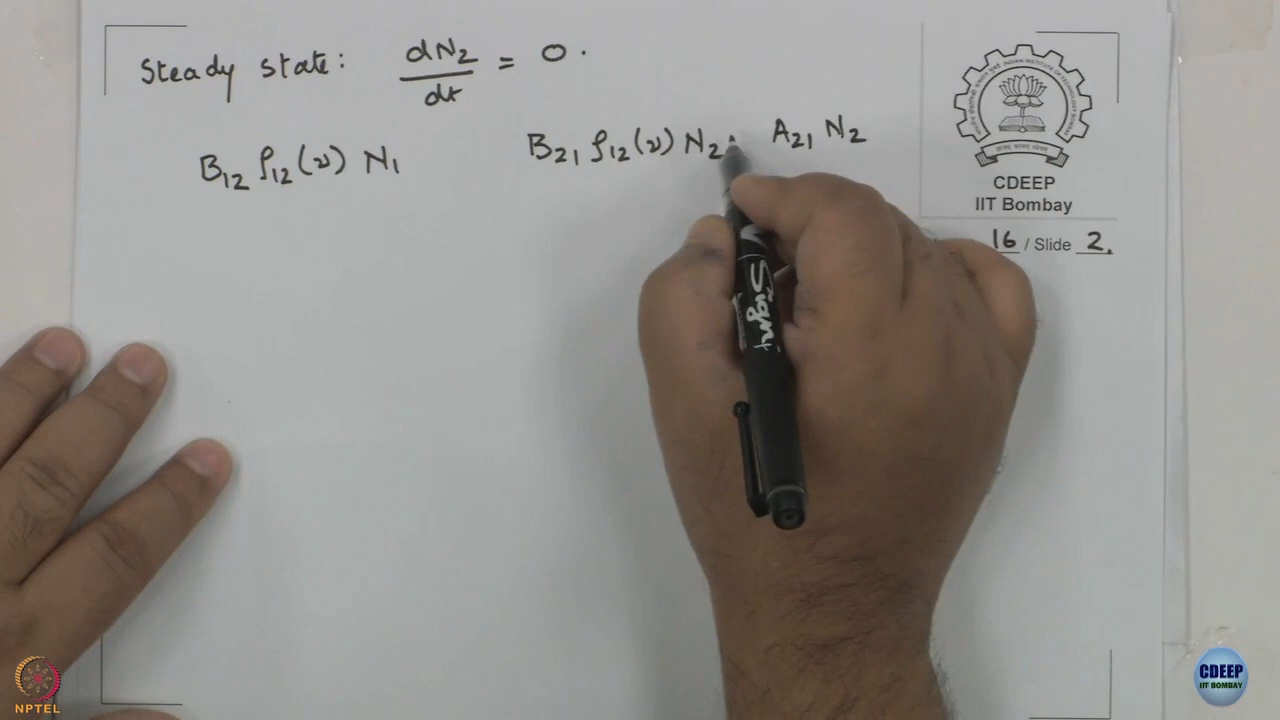 Steady state: dN₂/dt = 0.
B₁₂ ρ₁₂(ν) N₁ B₂₁ ρ₁₂(ν) N₂ A₂₁ N₂
CDEEP
IIT Bombay
16 / Slide 2.
NPTEL
CDEEP
IIT BOMBAY